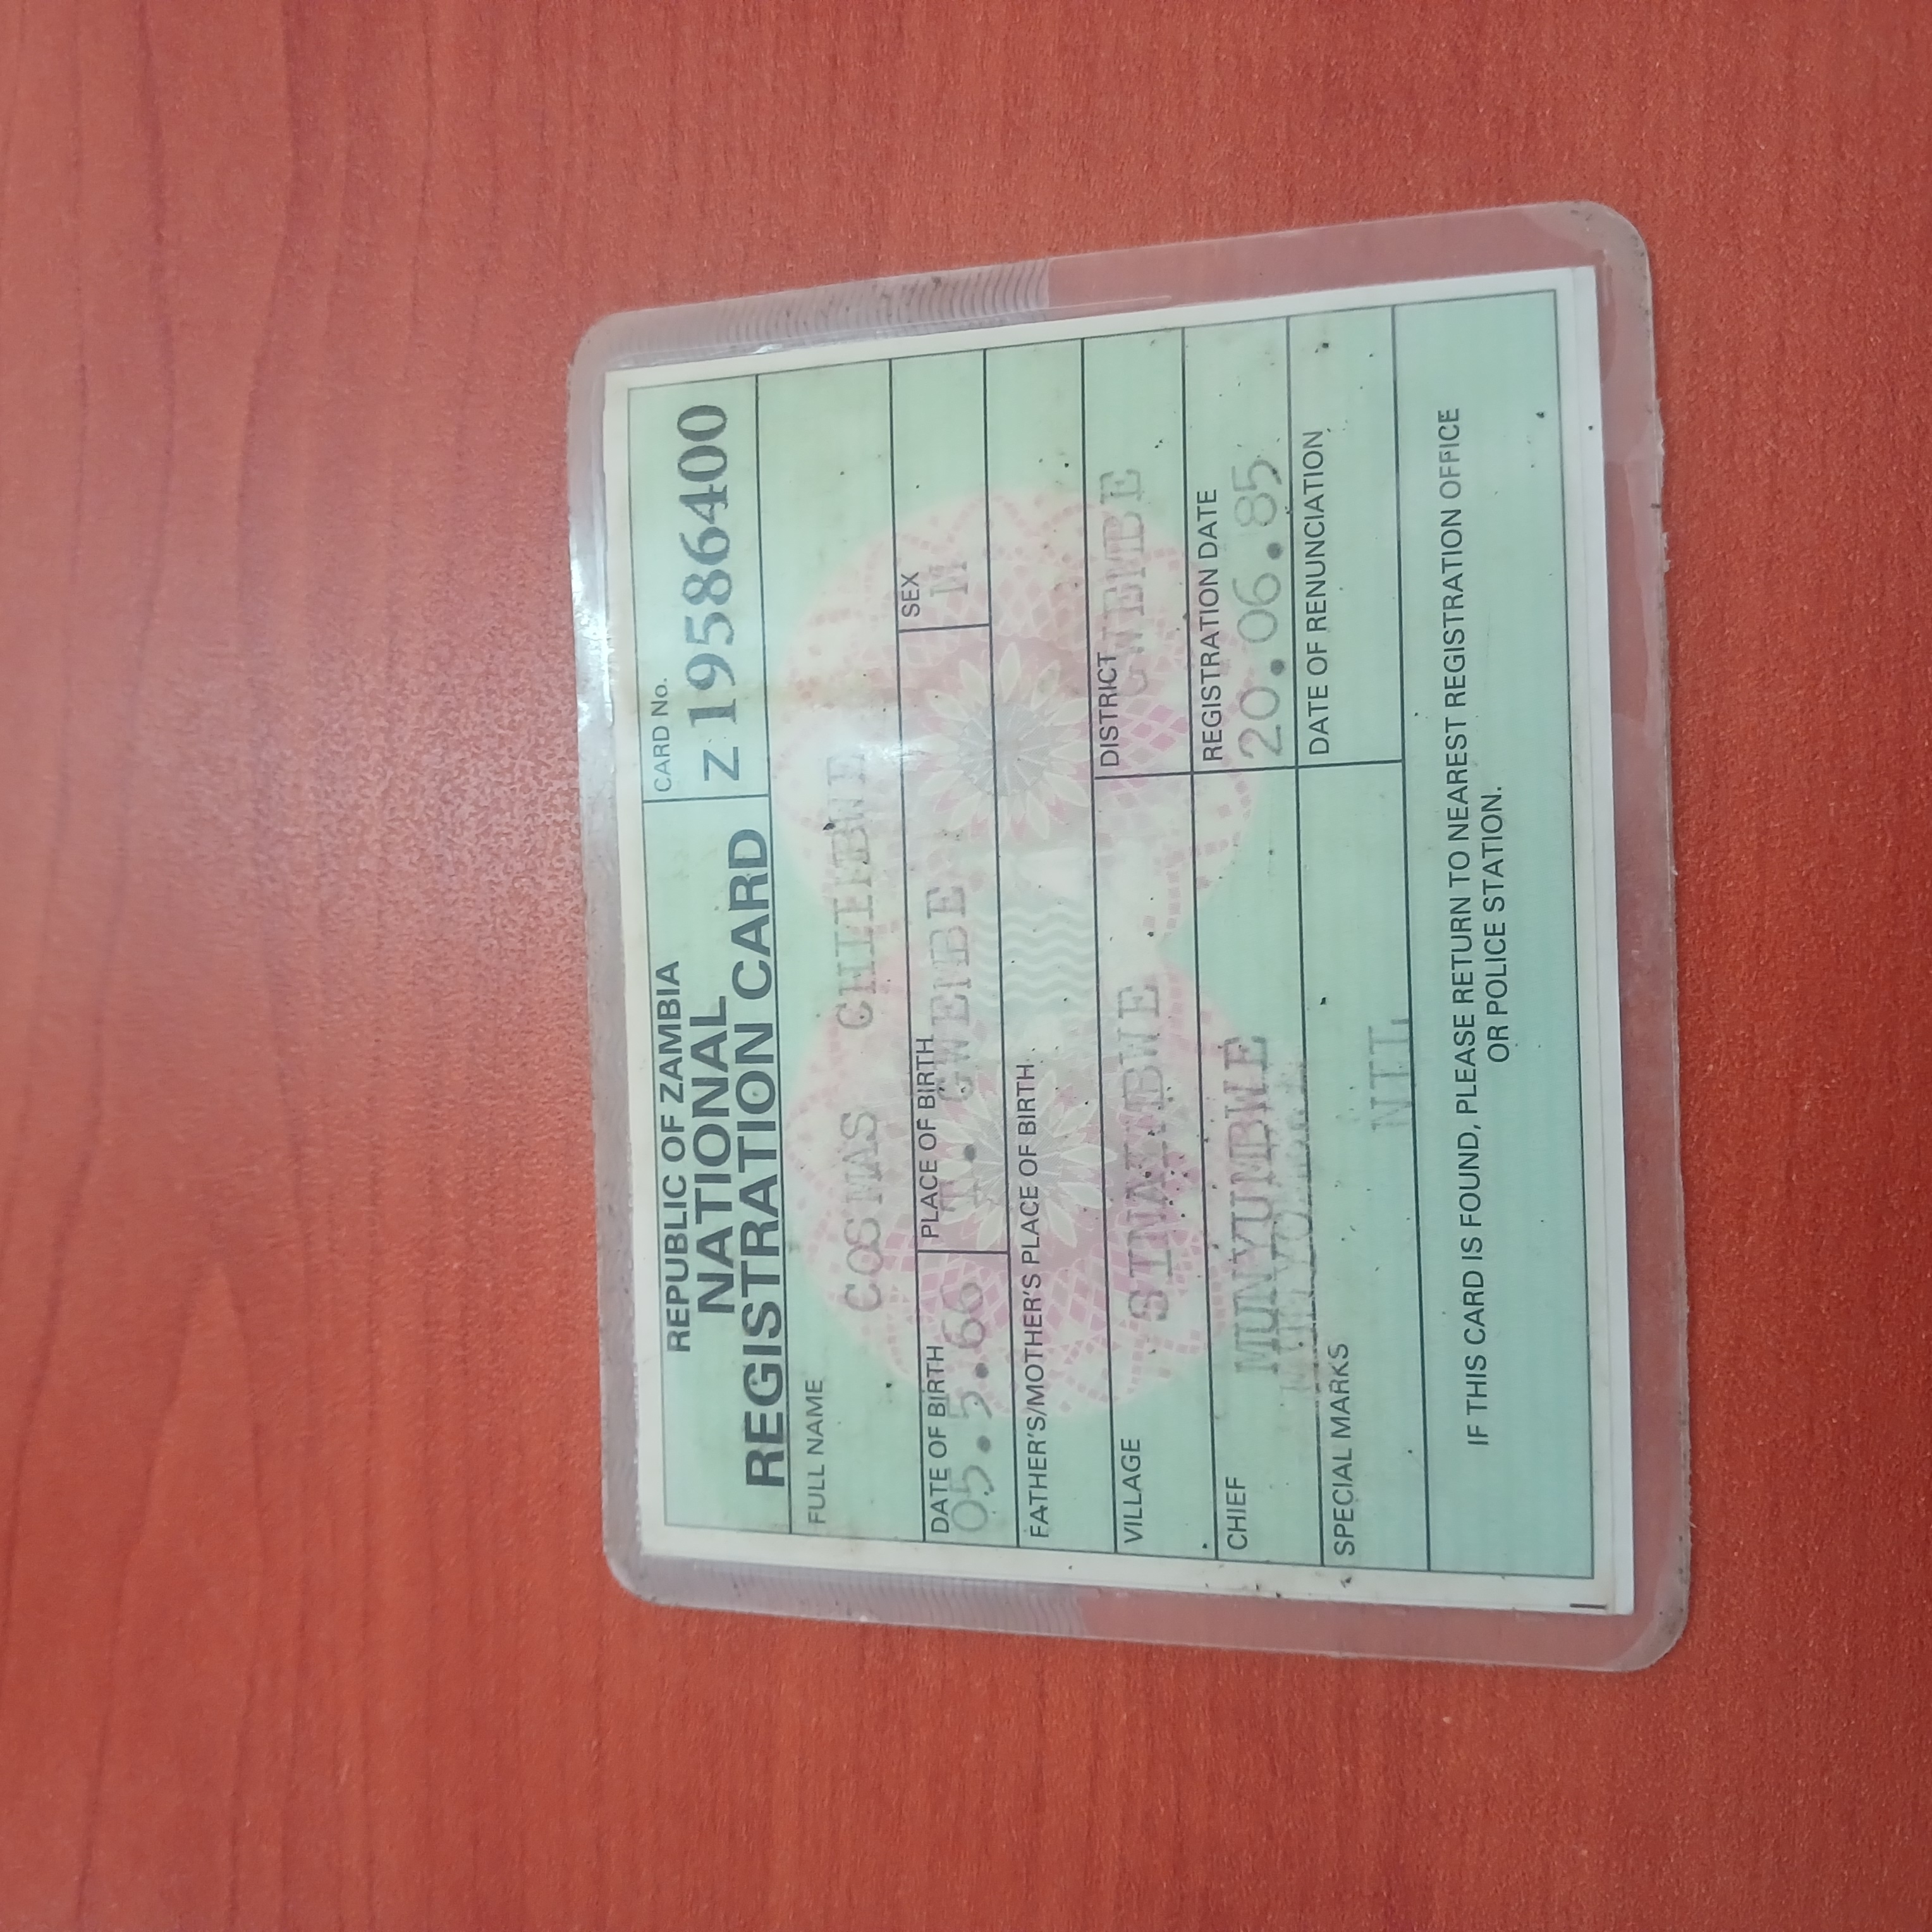 REPUBLIC OF ZAMBIA
NATIONAL
REGISTRATION CARD
CARD No.
Z 19586400
FULL NAME
COSMAS
DATE OF BIRTH
05.5.66
PLACE OF BIRTH
T. GWEMBE
SEX
M
FATHER'S/MOTHER'S PLACE OF BIRTH
VILLAGE
DISTRICT
GWEMBE
CHIEF
MUNYUMBWE
REGISTRATION DATE
20.06.85
SPECIAL MARKS
NIL
DATE OF RENUNCIATION
IF THIS CARD IS FOUND, PLEASE RETURN TO NEAREST REGISTRATION OFFICE
OR POLICE STATION.